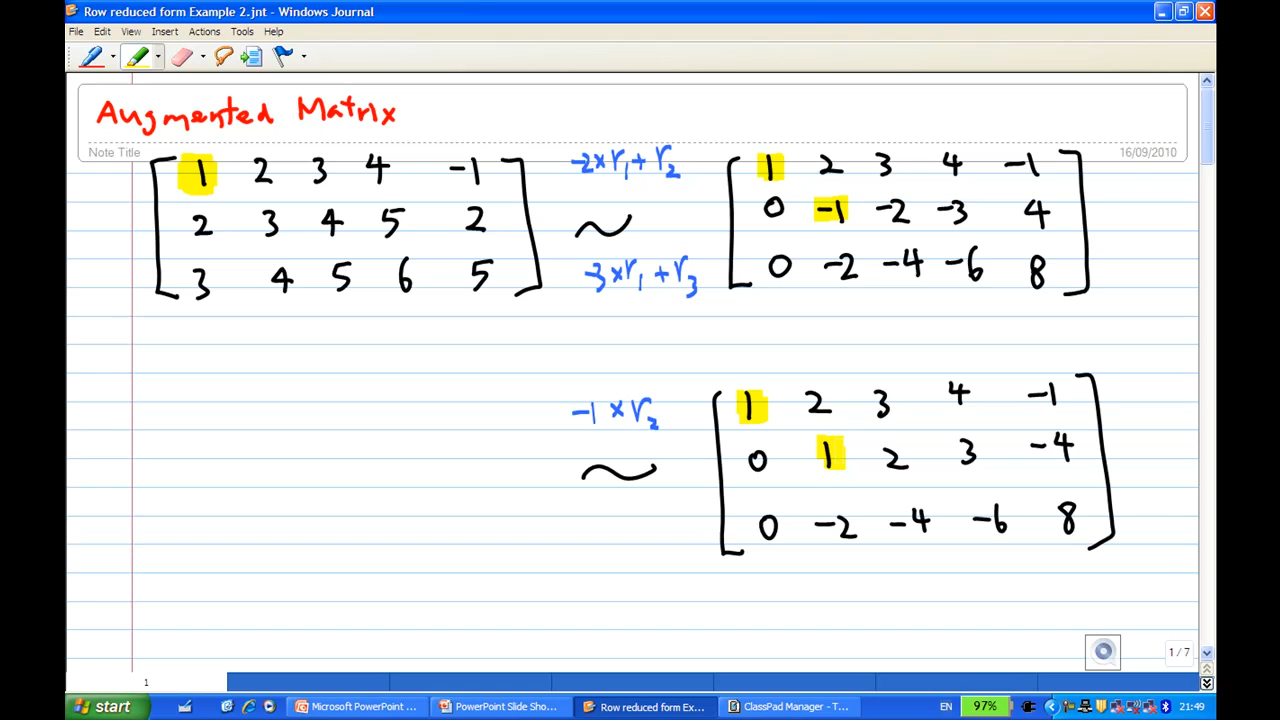 Row reduced form Example 2.jnt - Windows Journal
File Edit View Insert Actions Tools Help
Augmented Matrix
Note Title
16/09/2010
1 2 3 4 -1
2 3 4 5 2
3 4 5 6 5
-2×r₁+r₂
~
-3×r₁+r₃
1 2 3 4 -1
0 -1 -2 -3 4
0 -2 -4 -6 8
-1×r₂
~
1 2 3 4 -1
0 1 2 3 -4
0 -2 -4 -6 8
1 / 7
1
start
Microsoft PowerPoint ...
PowerPoint Slide Sho...
Row reduced form Ex...
ClassPad Manager - T...
EN
97%
21:49